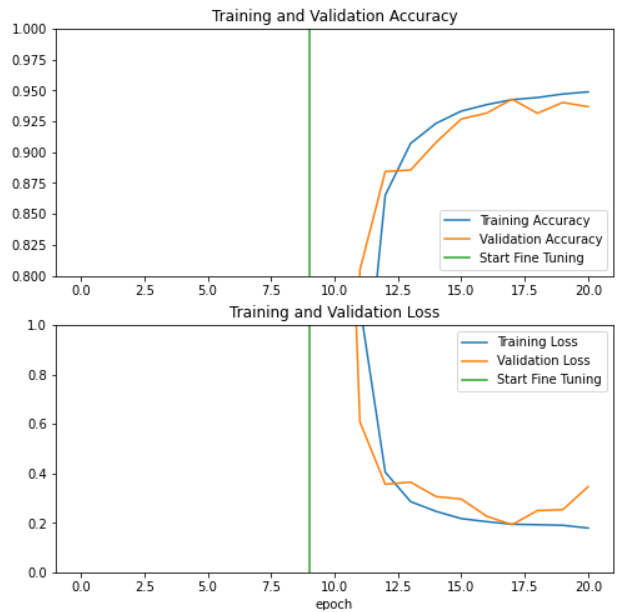 Training and Validation Accuracy
1.000
0.975
0.950
0.925
0.900
0.875
0.850
0.825
0.800
Training Accuracy
Validation Accuracy
Start Fine Tuning
0.0 2.5 5.0 7.5 10.0 12.5 15.0 17.5 20.0
Training and Validation Loss
1.0
0.8
0.6
0.4
0.2
0.0
Training Loss
Validation Loss
Start Fine Tuning
0.0 2.5 5.0 7.5 10.0 12.5 15.0 17.5 20.0
epoch